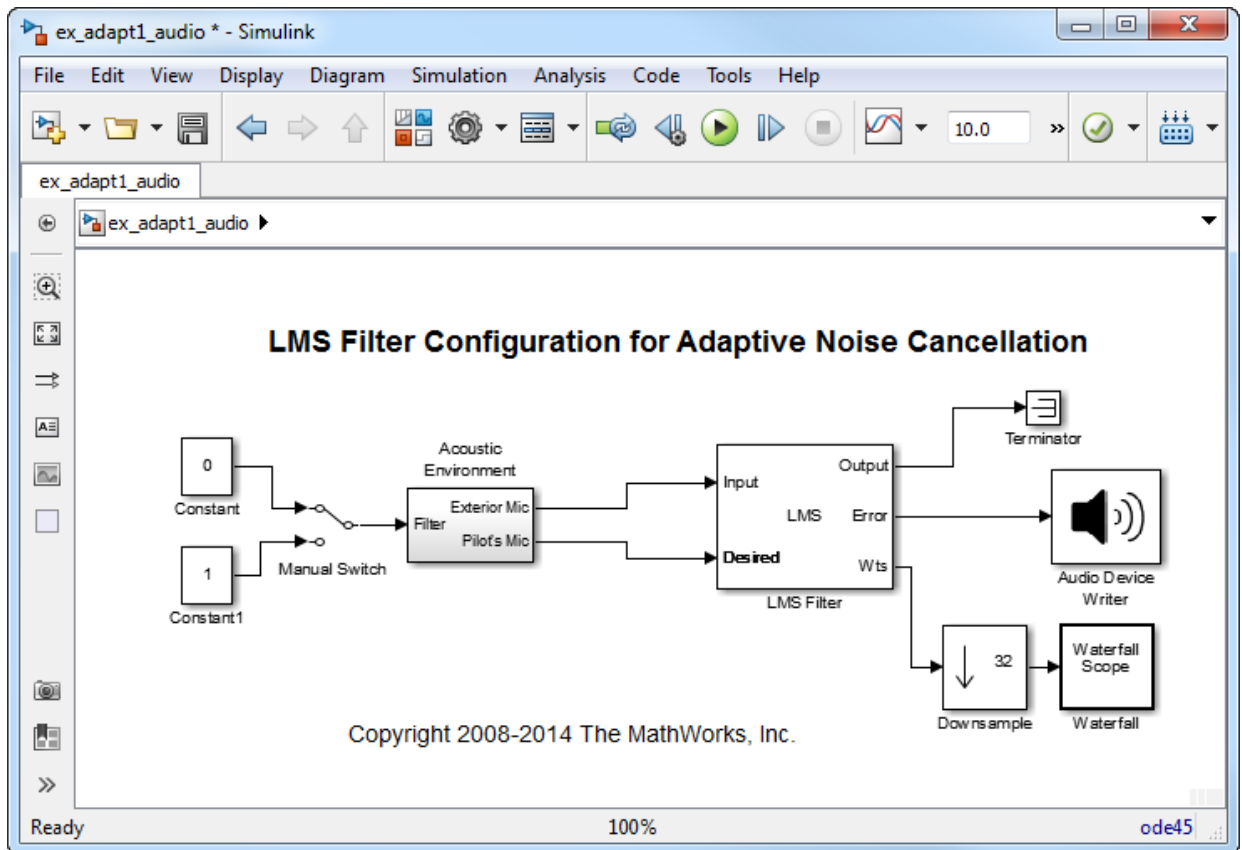 ex_adapt1_audio * - Simulink
File Edit View Display Diagram Simulation Analysis Code Tools Help
10.0 »
ex_adapt1_audio
ex_adapt1_audio
LMS Filter Configuration for Adaptive Noise Cancellation
0
Constant
1
Constant1
Manual Switch
Acoustic
Environment
Filter
Exterior Mic
Pilot's Mic
Input
Desired
LMS
Output
Error
Wts
LMS Filter
Terminator
Audio Device
Writer
32
Downsample
Waterfall
Scope
Waterfall
Copyright 2008-2014 The MathWorks, Inc.
Ready 100% ode45